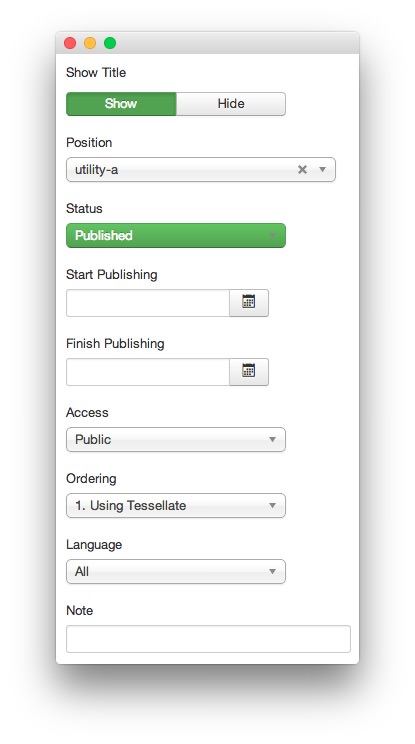 Show Title
Show Hide
Position
utility-a
Status
Published
Start Publishing
Finish Publishing
Access
Public
Ordering
1. Using Tessellate
Language
All
Note